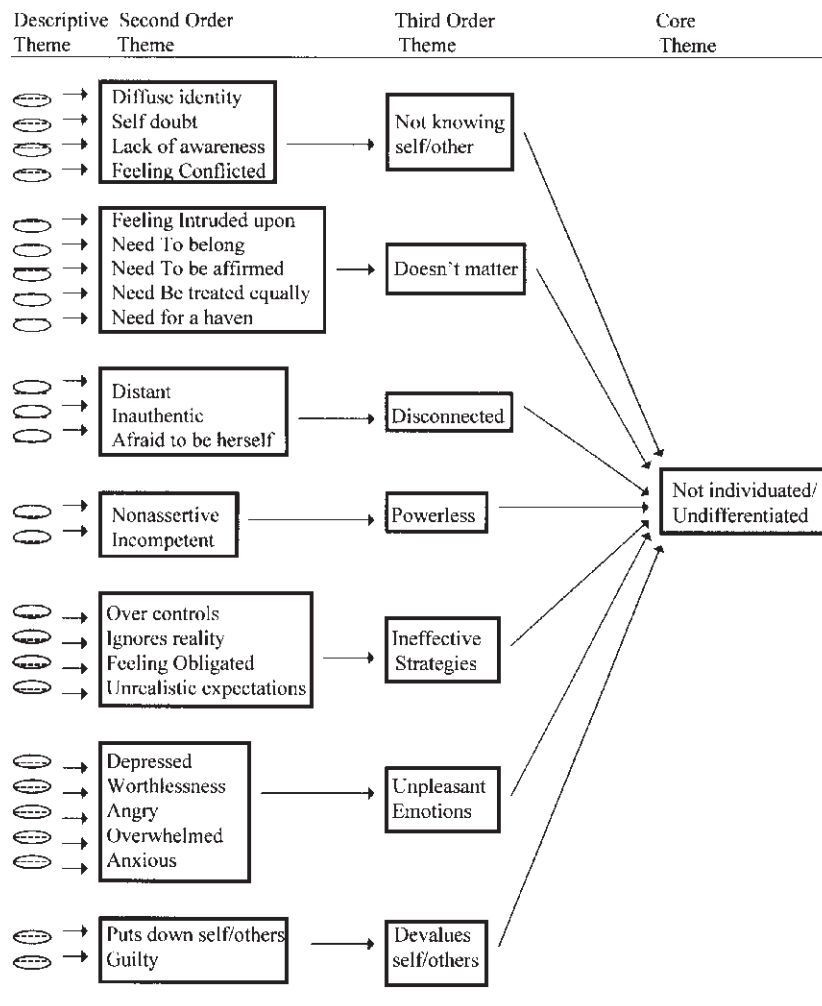 Descriptive Second Order Third Order Core
Theme Theme Theme Theme
Diffuse identity
Self doubt
Lack of awareness
Feeling Conflicted
Not knowing
self/other
Feeling Intruded upon
Need To belong
Need To be affirmed
Need Be treated equally
Need for a haven
Doesn't matter
Distant
Inauthentic
Afraid to be herself
Disconnected
Nonassertive
Incompetent
Powerless
Not individuated/
Undifferentiated
Over controls
Ignores reality
Feeling Obligated
Unrealistic expectations
Ineffective
Strategies
Depressed
Worthlessness
Angry
Overwhelmed
Anxious
Unpleasant
Emotions
Puts down self/others
Guilty
Devalues
self/others